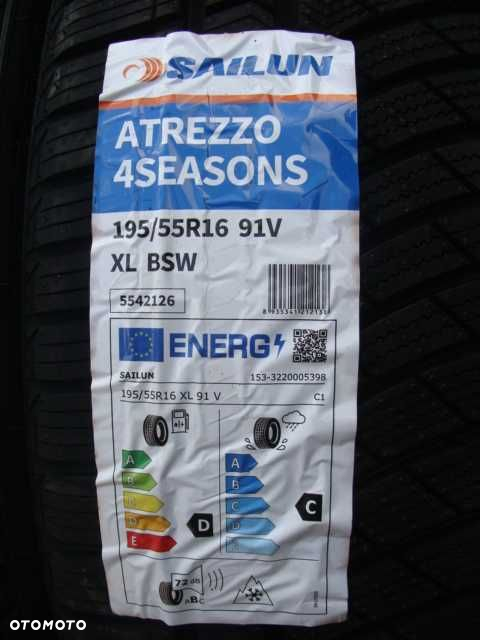 SAILUN
ATREZZO
4SEASONS
195/55R16 91V
XL BSW
5542126
ENERG
SAILUN
1S3-3220005398
195/55R16 XL 91 V
C1
A
B
C
D
E
D
A
B
C
D
E
C
72 dB
ABC
OTOMOTO